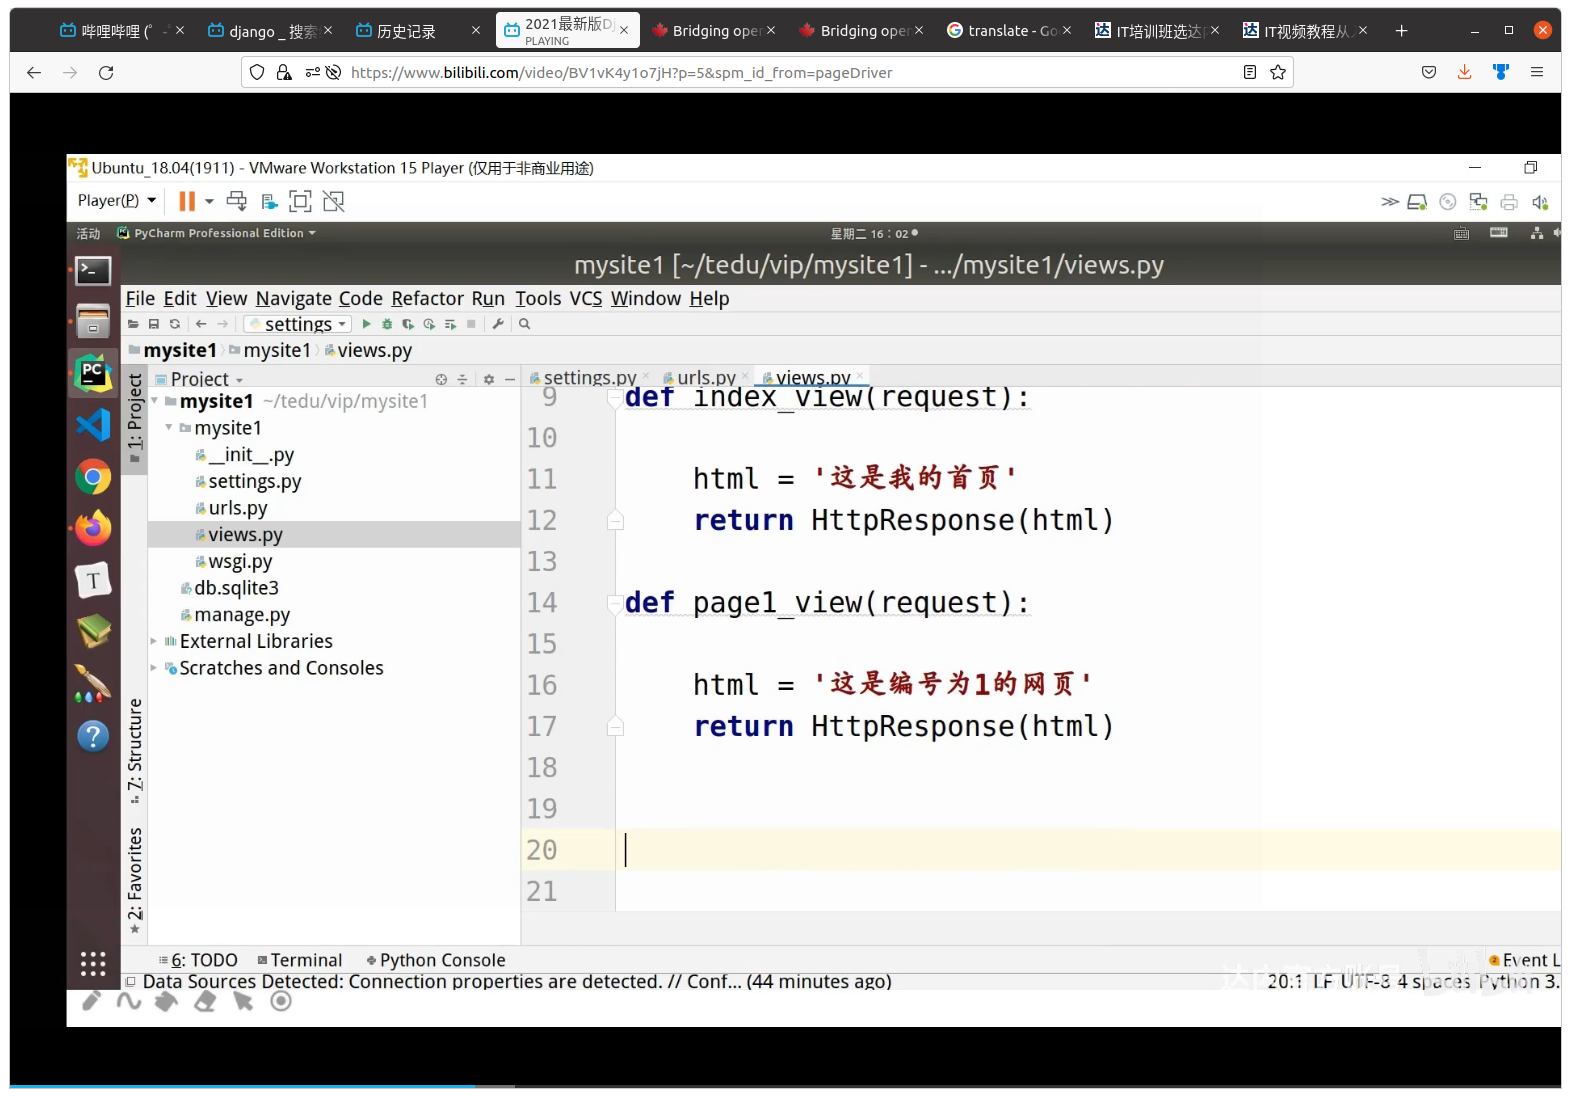 哔哩哔哩 (゜-
django _ 搜索
历史记录
2021最新版Dj
PLAYING
Bridging oper
Bridging oper
translate - Go
IT培训班选达
IT视频教程从
https://www.bilibili.com/video/BV1vK4y1o7jH?p=5&spm_id_from=pageDriver
Ubuntu_18.04(1911) - VMware Workstation 15 Player (仅用于非商业用途)
Player(P)
活动 PyCharm Professional Edition 星期二 16：02
mysite1 [~/tedu/vip/mysite1] - .../mysite1/views.py
File Edit View Navigate Code Refactor Run Tools VCS Window Help
settings
mysite1 mysite1 views.py
1: Project
Project
settings.py urls.py views.py
mysite1 ~/tedu/vip/mysite1
mysite1
__init__.py
settings.py
urls.py
views.py
wsgi.py
db.sqlite3
manage.py
External Libraries
Scratches and Consoles
7: Structure
2: Favorites
9 def index_view(request):
10
11 html = '这是我的首页'
12 return HttpResponse(html)
13
14 def page1_view(request):
15
16 html = '这是编号为1的网页'
17 return HttpResponse(html)
18
19
20
21
6: TODO Terminal Python Console 2 Event L
Data Sources Detected: Connection properties are detected. // Conf... (44 minutes ago) 20:1 LF UTF-8 4 spaces Python 3.